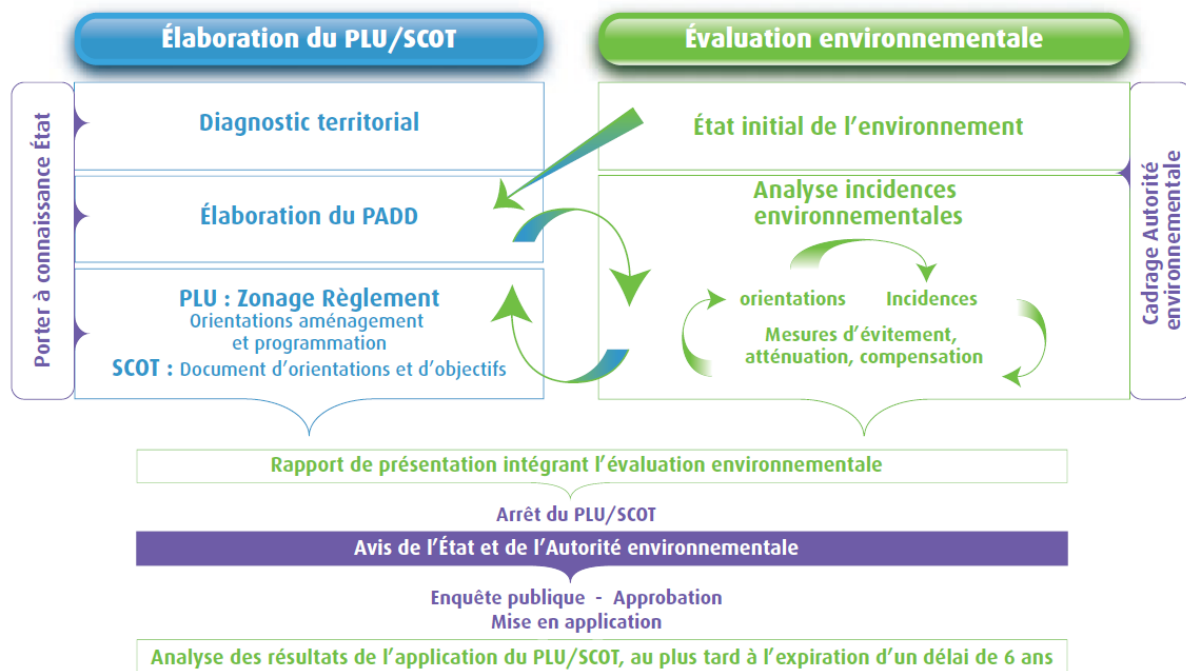 Élaboration du PLU/SCOT
Évaluation environnementale
Porter à connaissance État
Diagnostic territorial
Élaboration du PADD
PLU : Zonage Règlement
Orientations aménagement
et programmation
SCOT : Document d'orientations et d'objectifs
État initial de l'environnement
Analyse incidences
environnementales
orientations
Incidences
Mesures d'évitement,
atténuation, compensation
Cadrage Autorité
environnementale
Rapport de présentation intégrant l'évaluation environnementale
Arrêt du PLU/SCOT
Avis de l'État et de l'Autorité environnementale
Enquête publique - Approbation
Mise en application
Analyse des résultats de l'application du PLU/SCOT, au plus tard à l'expiration d'un délai de 6 ans